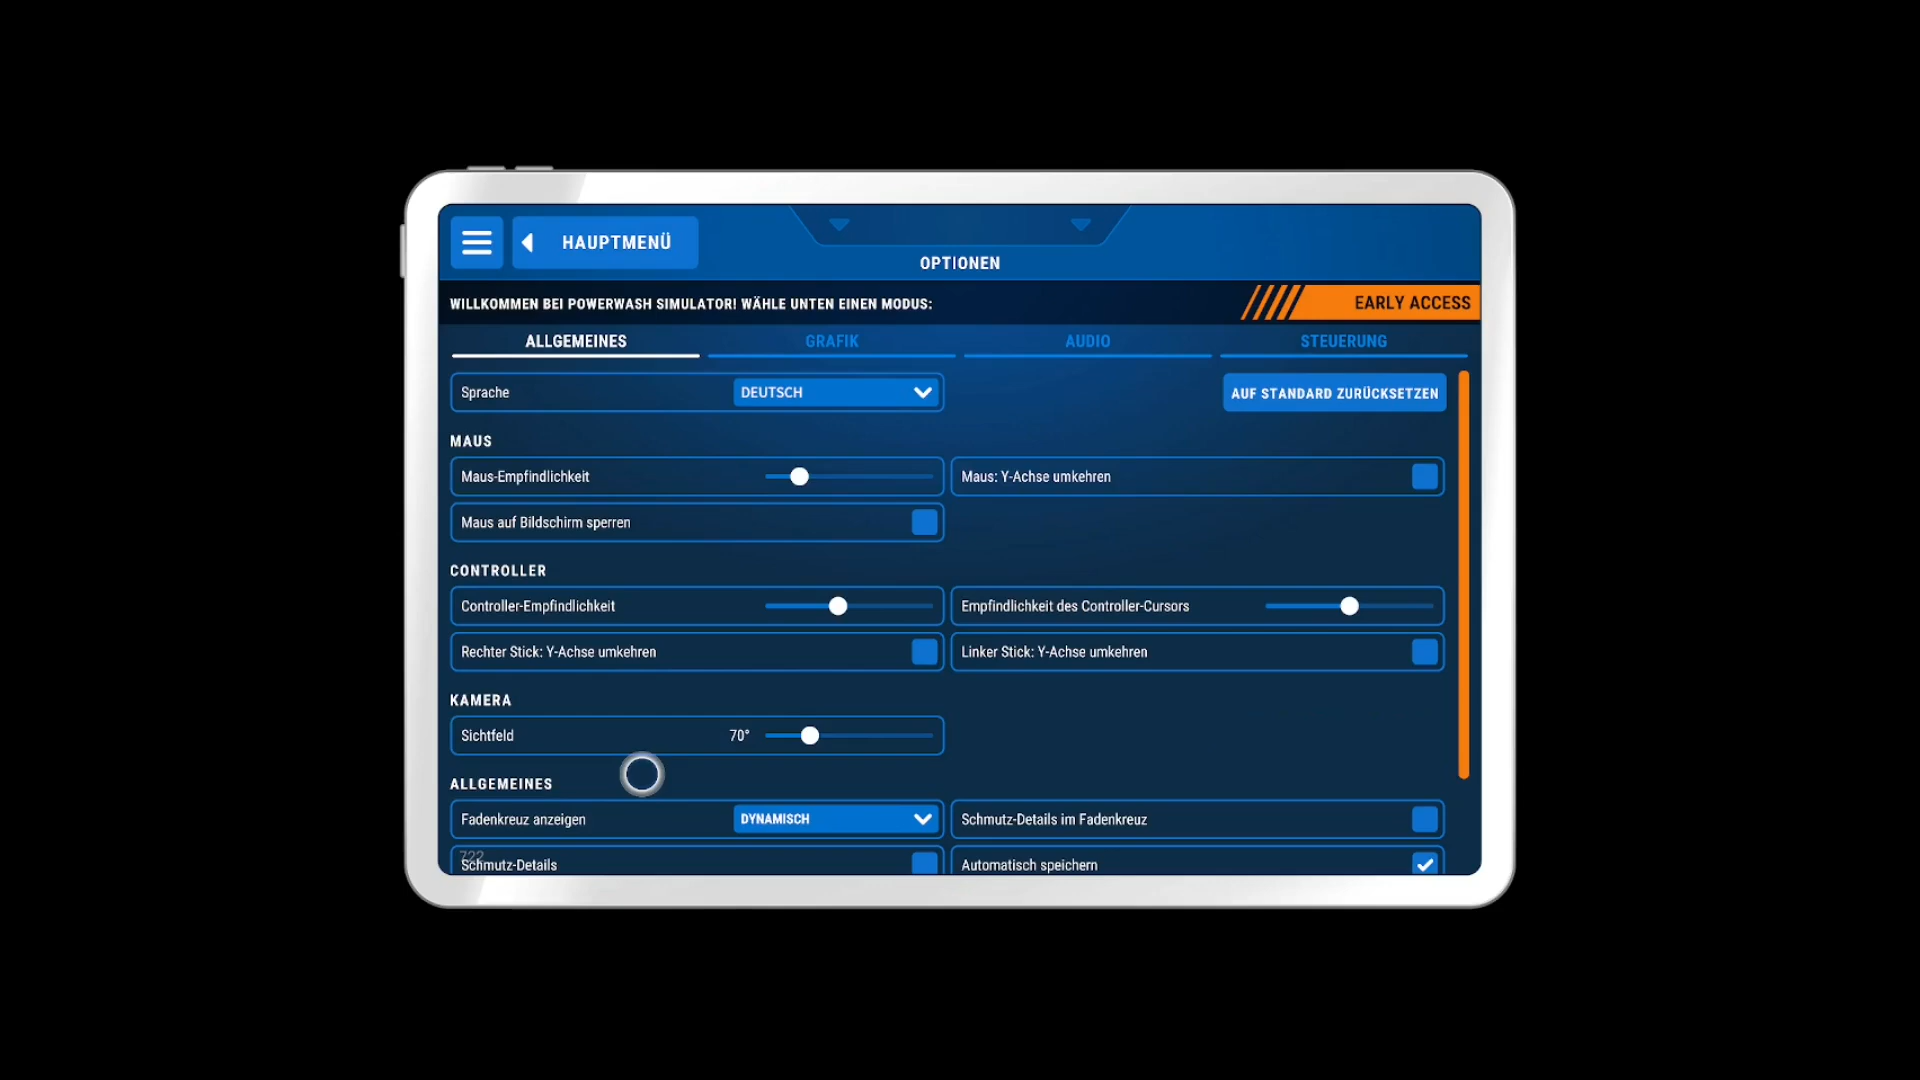 HAUPTMENÜ
OPTIONEN
WILLKOMMEN BEI POWERWASH SIMULATOR! WÄHLE UNTEN EINEN MODUS:
EARLY ACCESS
ALLGEMEINES GRAFIK AUDIO STEUERUNG
Sprache DEUTSCH AUF STANDARD ZURÜCKSETZEN
MAUS
Maus-Empfindlichkeit Maus: Y-Achse umkehren
Maus auf Bildschirm sperren
CONTROLLER
Controller-Empfindlichkeit Empfindlichkeit des Controller-Cursors
Rechter Stick: Y-Achse umkehren Linker Stick: Y-Achse umkehren
KAMERA
Sichtfeld 70°
ALLGEMEINES
Fadenkreuz anzeigen DYNAMISCH Schmutz-Details im Fadenkreuz
722
Schmutz-Details Automatisch speichern